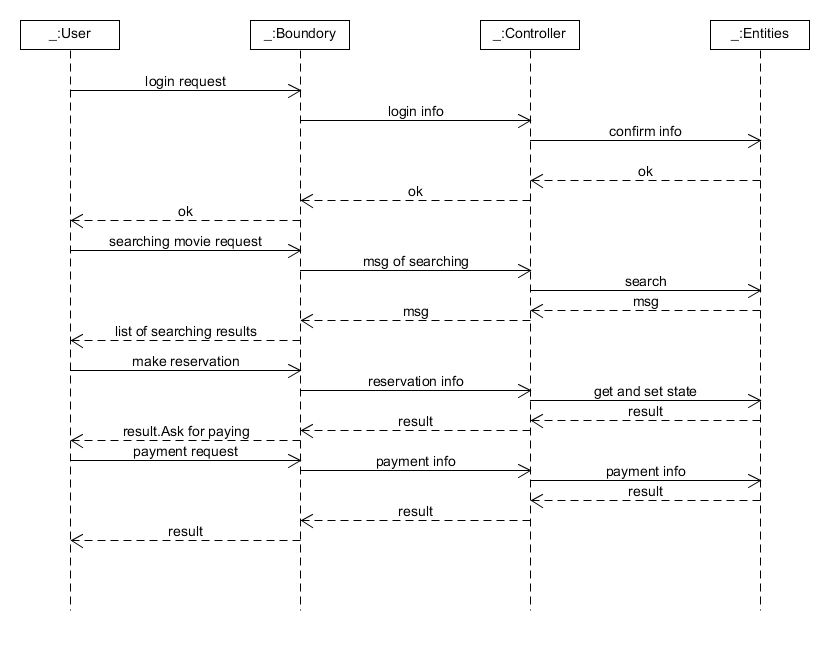 _:User
_:Boundory
_:Controller
_:Entities
login request
login info
confirm info
ok
ok
ok
searching movie request
msg of searching
search
msg
msg
list of searching results
make reservation
reservation info
get and set state
result
result
result.Ask for paying
payment request
payment info
payment info
result
result
result